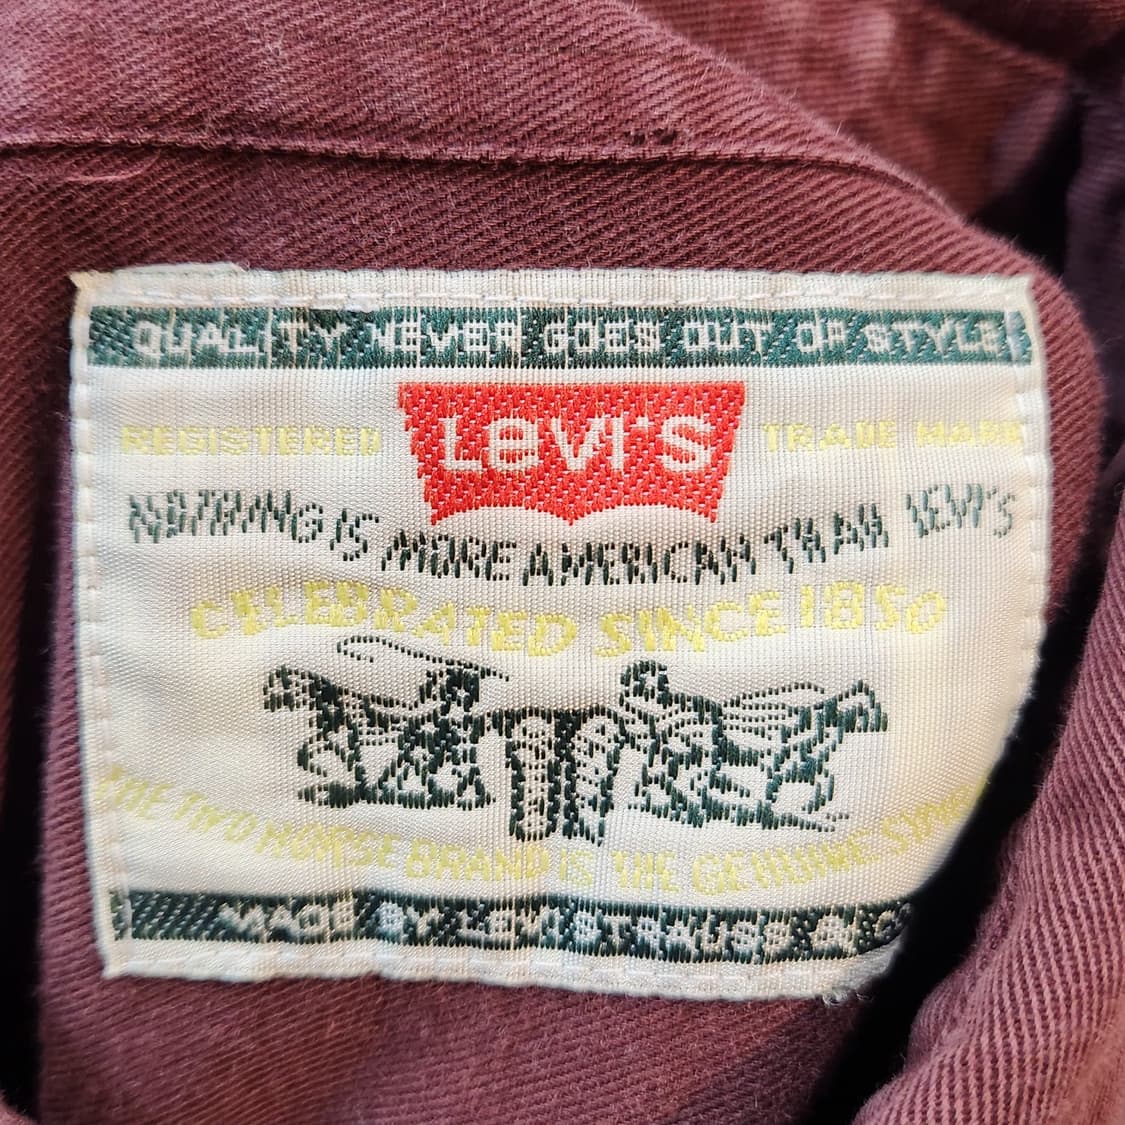 QUALITY NEVER GOES OUT OF STYLE
REGISTERED Levi's TRADE MARK
NOTHING IS MORE AMERICAN THAN LEVI'S
CELEBRATED SINCE 1850
THE TWO HORSE BRAND IS THE GENUINE
MADE BY LEVI STRAUSS & CO